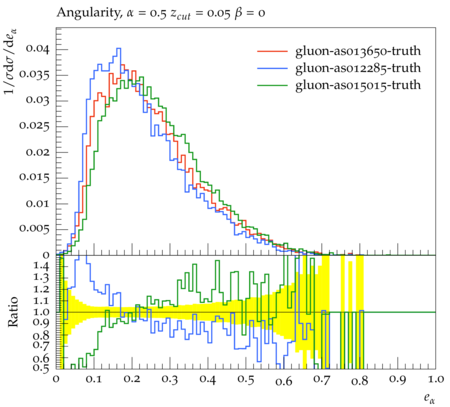 Angularity, α = 0.5 z_cut = 0.05 β = 0
1/σdσ/de_α
gluon-as013650-truth
gluon-as012285-truth
gluon-as015015-truth
0.04
0.035
0.03
0.025
0.02
0.015
0.01
0.005
0
Ratio
1.4
1.3
1.2
1.1
1.0
0.9
0.8
0.7
0.6
0.5
0 0.1 0.2 0.3 0.4 0.5 0.6 0.7 0.8 0.9 1.0
e_α